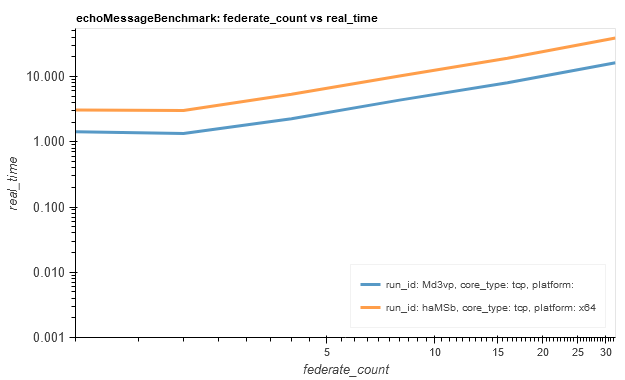 echoMessageBenchmark: federate_count vs real_time
10.000
1.000
0.100
0.010
0.001
real_time
5
10
15
20
25
30
federate_count
run_id: Md3vp, core_type: tcp, platform:
run_id: haMSb, core_type: tcp, platform: x64